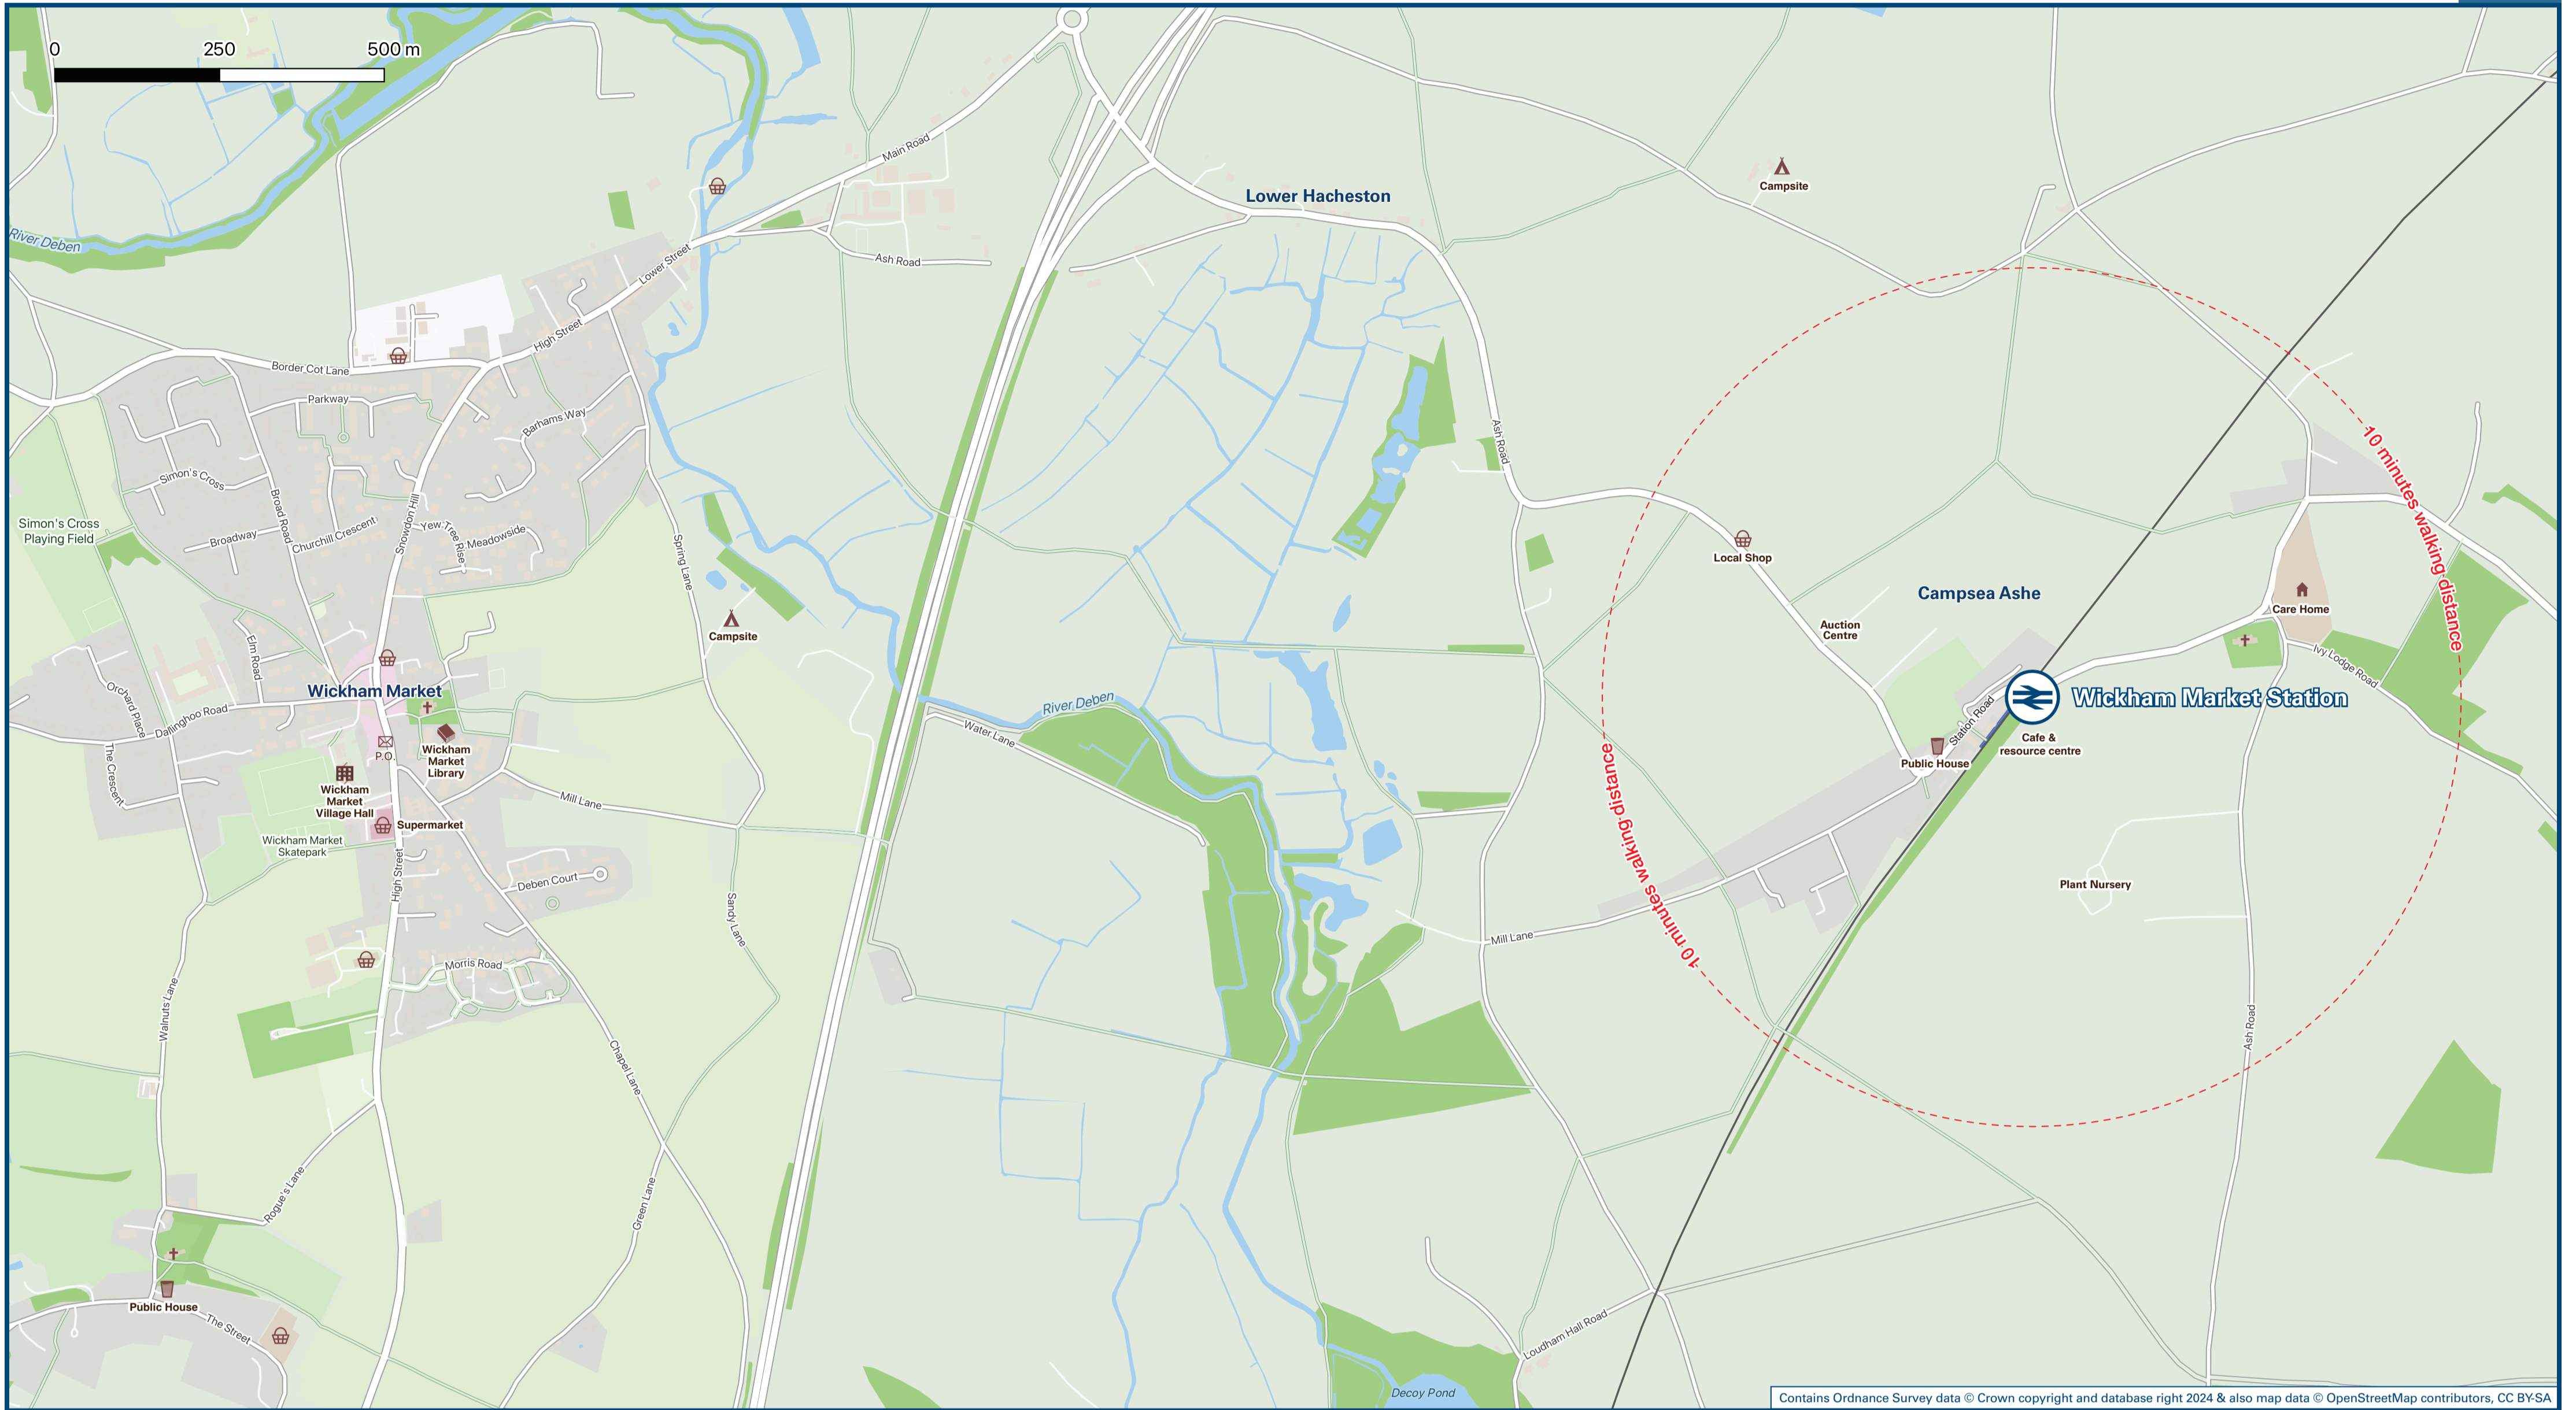 0 250 500 m
River Deben
Main Road
Lower Hacheston
Campsite
Lower Street
Ash Road
High Street
Border Cot Lane
Parkway
Barhams Way
Ash Road
Simon's Cross
Broad Road
Snowdon Hill
Simon's Cross
Playing Field
Broadway
Churchill Crescent
Yew Tree Rise
Meadowside
Spring Lane
10 minutes walking distance
Local Shop
Campsea Ashe
Care Home
Auction
Centre
Campsite
Elm Road
Ivy Lodge Road
Wickham Market
Orchard Place
Dallinghoo Road
River Deben
Water Lane
Wickham Market Station
Station Road
Cafe &
resource centre
Public House
The Crescent
P.O.
Wickham
Market
Library
Wickham
Market
Village Hall
Mill Lane
Supermarket
Wickham Market
Skatepark
High Street
Deben Court
Sandy Lane
10 minutes walking distance
Plant Nursery
Mill Lane
Morris Road
Walnuts Lane
Chapel Lane
Ash Road
Rogue's Lane
Green Lane
Public House
The Street
Loudham Hall Road
Decoy Pond
Contains Ordnance Survey data © Crown copyright and database right 2024 & also map data © OpenStreetMap contributors, CC BY-SA